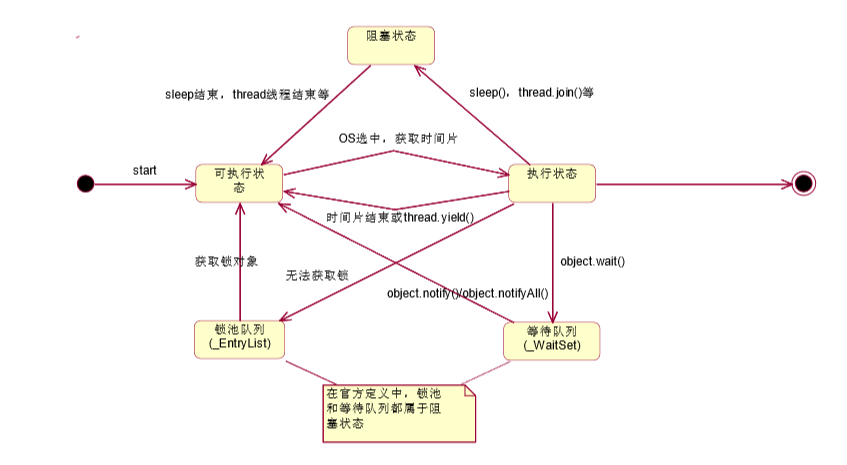 阻塞状态
sleep结束，thread线程结束等
sleep()，thread.join()等
OS选中，获取时间片
start
可执行状
态
执行状态
时间片结束或thread.yield()
获取锁对象
无法获取锁
object.wait()
object.notify()/object.notifyAll()
锁池队列
(_EntryList)
等待队列
(_WaitSet)
在官方定义中，锁池
和等待队列都属于阻
塞状态